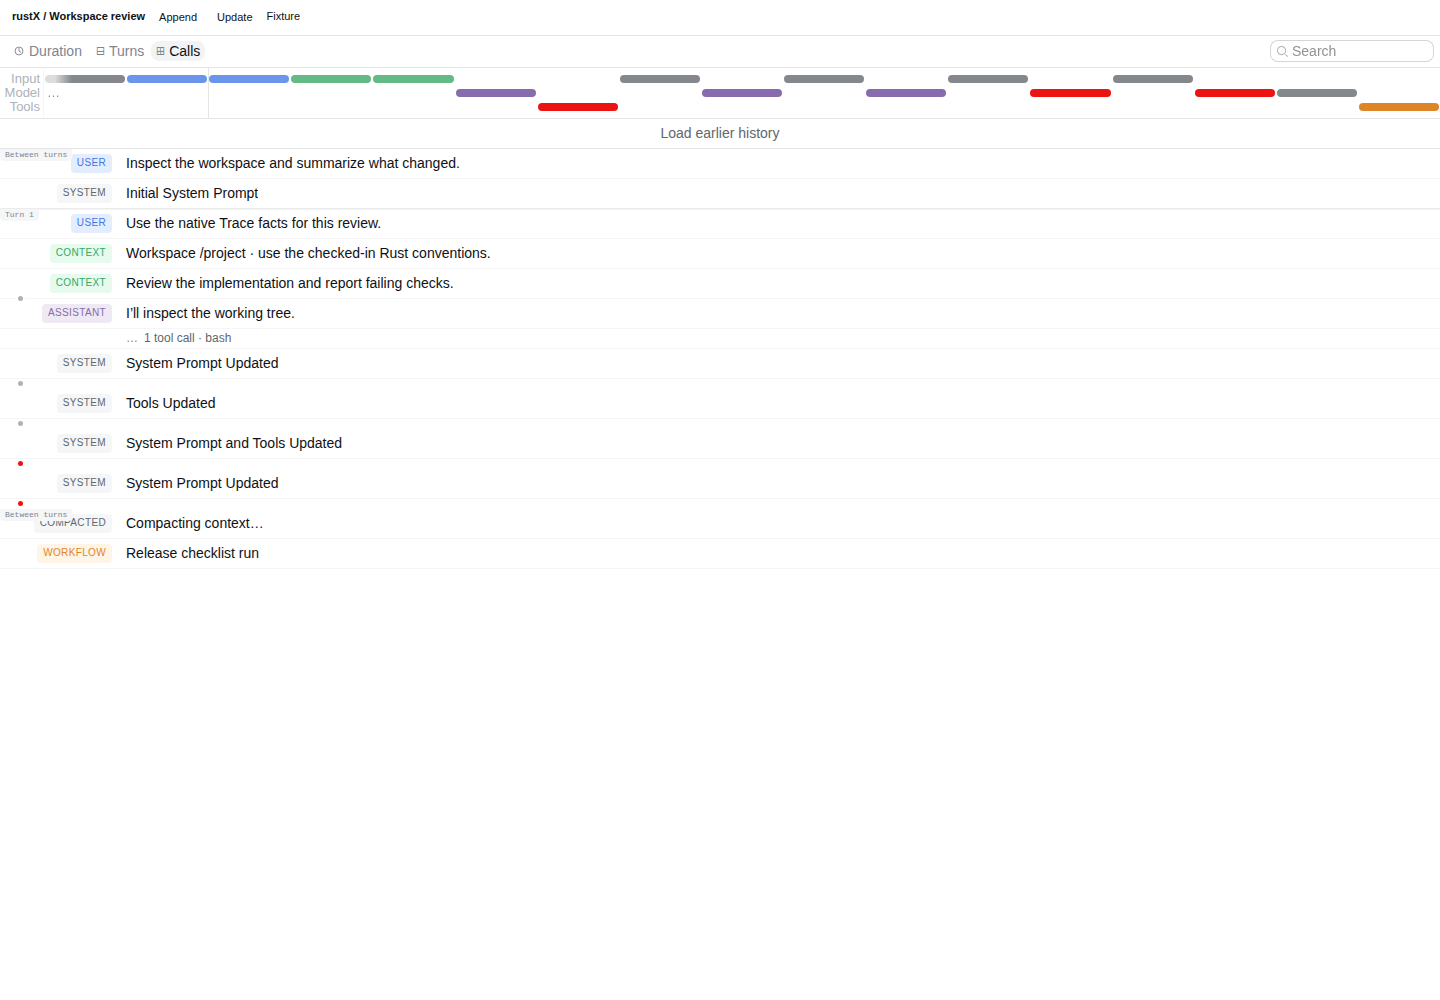 rustX / Workspace review Append Update Fixture
Duration Turns Calls Search
Input
Model ...
Tools
Load earlier history
Between turns
USER Inspect the workspace and summarize what changed.
SYSTEM Initial System Prompt
Turn 1
USER Use the native Trace facts for this review.
CONTEXT Workspace /project · use the checked-in Rust conventions.
CONTEXT Review the implementation and report failing checks.
ASSISTANT I'll inspect the working tree.
... 1 tool call · bash
SYSTEM System Prompt Updated
SYSTEM Tools Updated
SYSTEM System Prompt and Tools Updated
SYSTEM System Prompt Updated
Between turns
COMPACTED Compacting context…
WORKFLOW Release checklist run